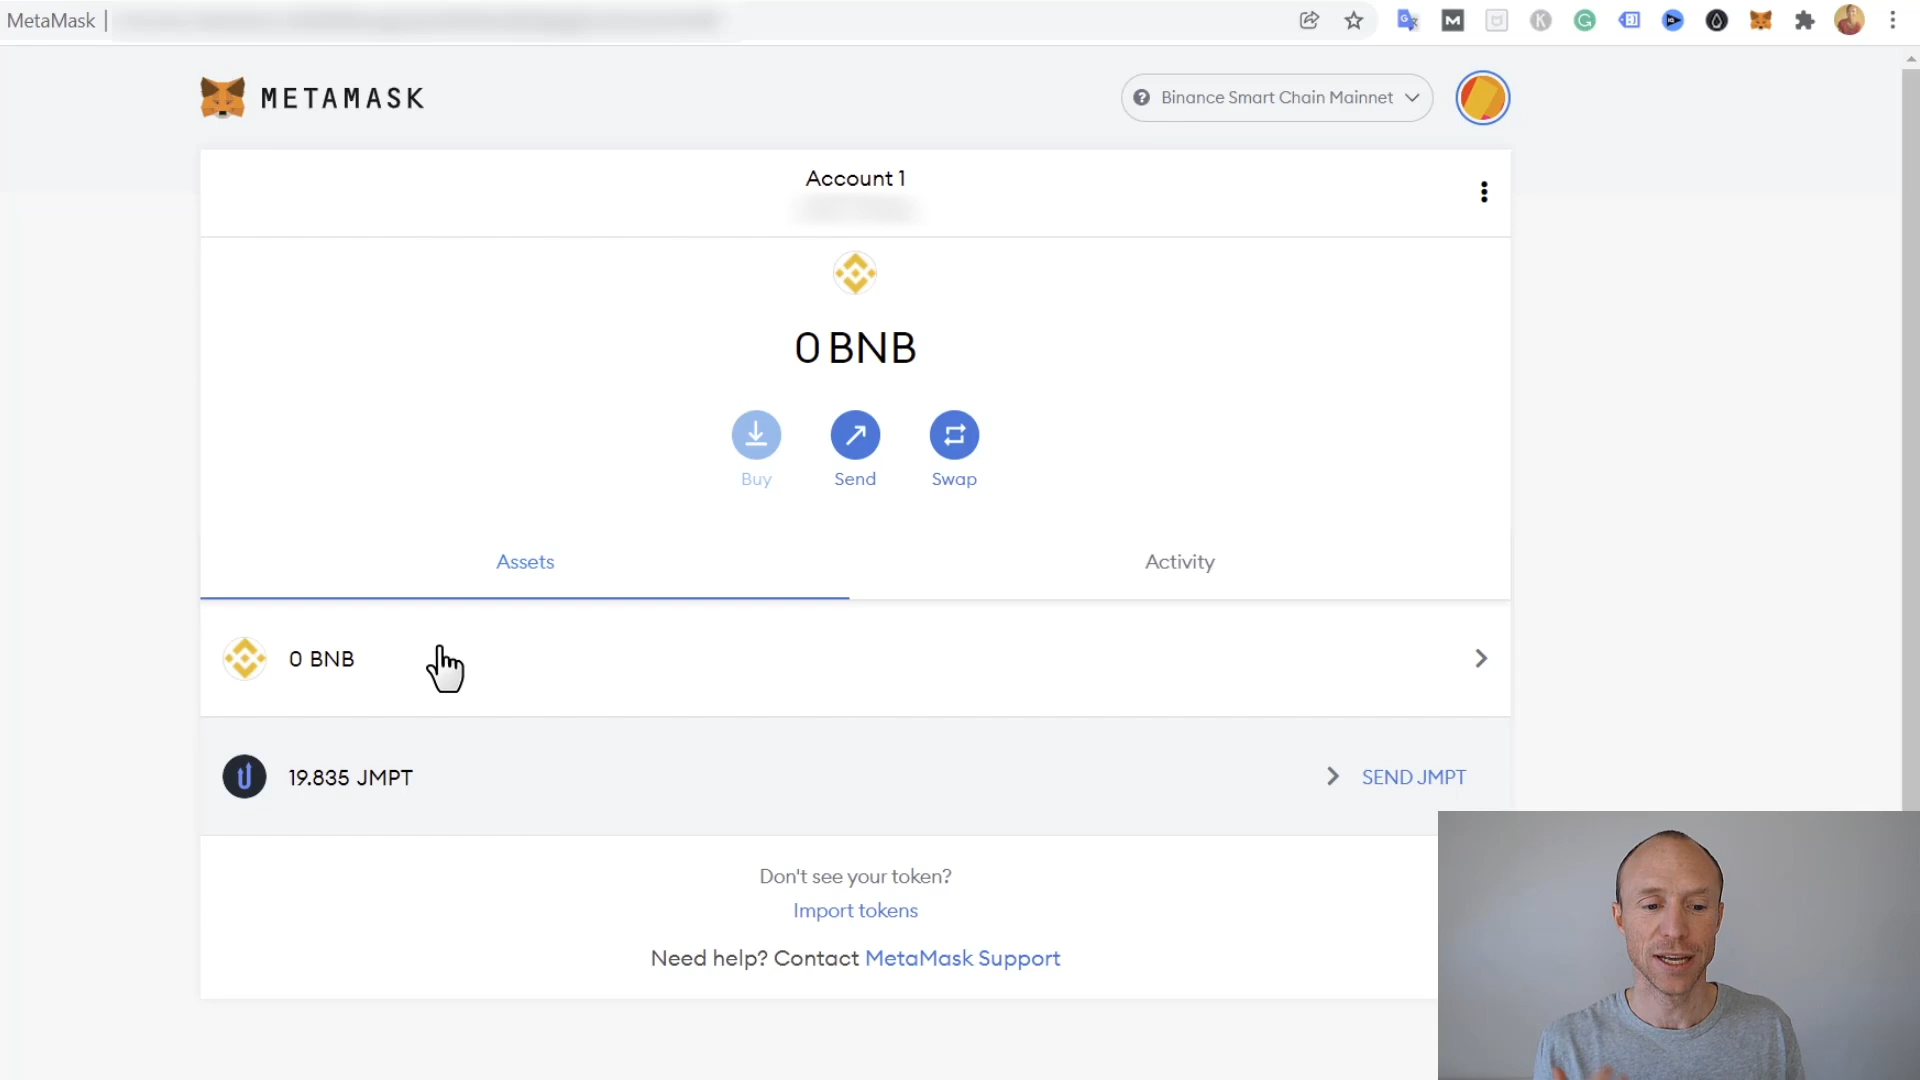 MetaMask
METAMASK
Binance Smart Chain Mainnet
Account 1
0 BNB
Buy
Send
Swap
Assets
Activity
0 BNB
19.835 JMPT
SEND JMPT
Don't see your token?
Import tokens
Need help? Contact MetaMask Support